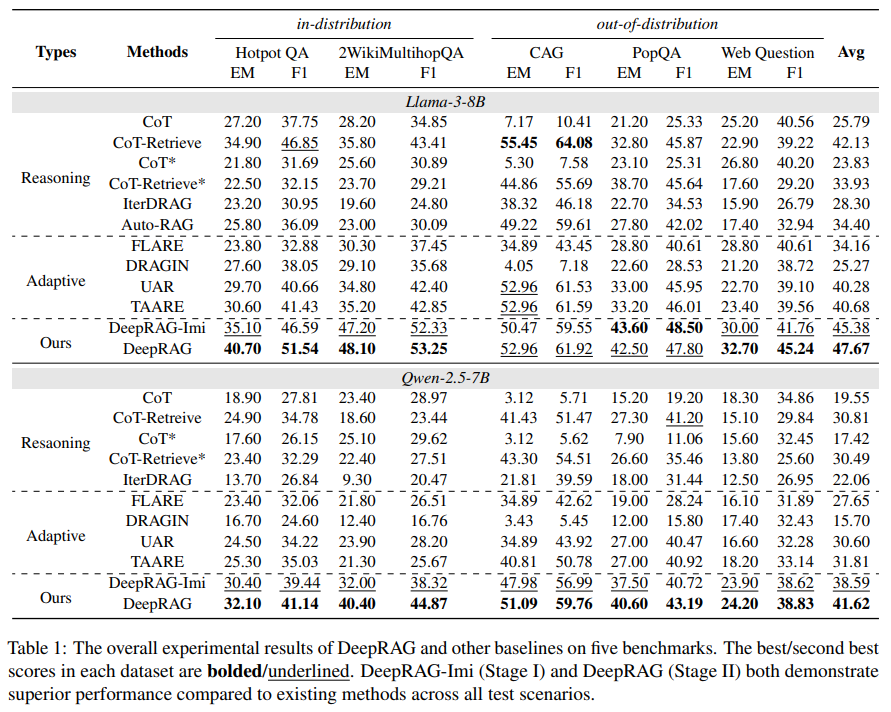 in-distribution out-of-distribution
Types Methods Hotpot QA 2WikiMultihopQA CAG PopQA Web Question Avg
EM F1 EM F1 EM F1 EM F1 EM F1
Llama-3-8B
CoT 27.20 37.75 28.20 34.85 7.17 10.41 21.20 25.33 25.20 40.56 25.79
CoT-Retrieve 34.90 46.85 35.80 43.41 55.45 64.08 32.80 45.87 22.90 39.22 42.13
CoT* 21.80 31.69 25.60 30.89 5.30 7.58 23.10 25.31 26.80 40.20 23.83
Reasoning CoT-Retrieve* 22.50 32.15 23.70 29.21 44.86 55.69 38.70 45.64 17.60 29.20 33.93
IterDRAG 23.20 30.95 19.60 24.80 38.32 46.18 22.70 34.53 15.90 26.79 28.30
Auto-RAG 25.80 36.09 23.00 30.09 49.22 59.61 27.80 42.02 17.40 32.94 34.40
FLARE 23.80 32.88 30.30 37.45 34.89 43.45 28.80 40.61 28.80 40.61 34.16
Adaptive DRAGIN 27.60 38.05 29.10 35.68 4.05 7.18 22.60 28.53 21.20 38.72 25.27
UAR 29.70 40.66 34.80 42.40 52.96 61.53 33.00 45.95 22.70 39.10 40.28
TAARE 30.60 41.43 35.20 42.85 52.96 61.59 33.20 46.01 23.40 39.56 40.68
Ours DeepRAG-Imi 35.10 46.59 47.20 52.33 50.47 59.55 43.60 48.50 30.00 41.76 45.38
DeepRAG 40.70 51.54 48.10 53.25 52.96 61.92 42.50 47.80 32.70 45.24 47.67
Qwen-2.5-7B
CoT 18.90 27.81 23.40 28.97 3.12 5.71 15.20 19.20 18.30 34.86 19.55
CoT-Retreive 24.90 34.78 18.60 23.44 41.43 51.47 27.30 41.20 15.10 29.84 30.81
Resaoning CoT* 17.60 26.15 25.10 29.62 3.12 5.62 7.90 11.06 15.60 32.45 17.42
CoT-Retrieve* 23.40 32.29 22.40 27.51 43.30 54.51 26.60 35.46 13.80 25.60 30.49
IterDRAG 13.70 26.84 9.30 20.47 21.81 39.59 18.00 31.44 12.50 26.95 22.06
FLARE 23.40 32.06 21.80 26.51 34.89 42.62 19.00 28.24 16.10 31.89 27.65
Adaptive DRAGIN 16.70 24.60 12.40 16.76 3.43 5.45 12.00 15.80 17.40 32.43 15.70
UAR 24.50 34.22 23.90 28.20 34.89 43.92 27.00 40.47 16.60 32.28 30.60
TAARE 25.30 35.03 21.30 25.67 40.81 50.78 27.00 40.92 18.20 33.14 31.81
Ours DeepRAG-Imi 30.40 39.44 32.00 38.32 47.98 56.99 37.50 40.72 23.90 38.62 38.59
DeepRAG 32.10 41.14 40.40 44.87 51.09 59.76 40.60 43.19 24.20 38.83 41.62
Table 1: The overall experimental results of DeepRAG and other baselines on five benchmarks. The best/second best
scores in each dataset are bolded/underlined. DeepRAG-Imi (Stage I) and DeepRAG (Stage II) both demonstrate
superior performance compared to existing methods across all test scenarios.